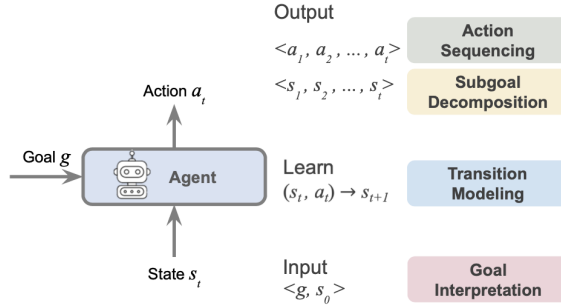 Output
<a₁, a₂, ..., aₜ>
Action
Sequencing
<s₁, s₂, ..., sₜ>
Subgoal
Decomposition
Action aₜ
Goal g
Agent
Learn
(sₜ, aₜ) → sₜ₊₁
Transition
Modeling
State sₜ
Input
<g, s₀>
Goal
Interpretation